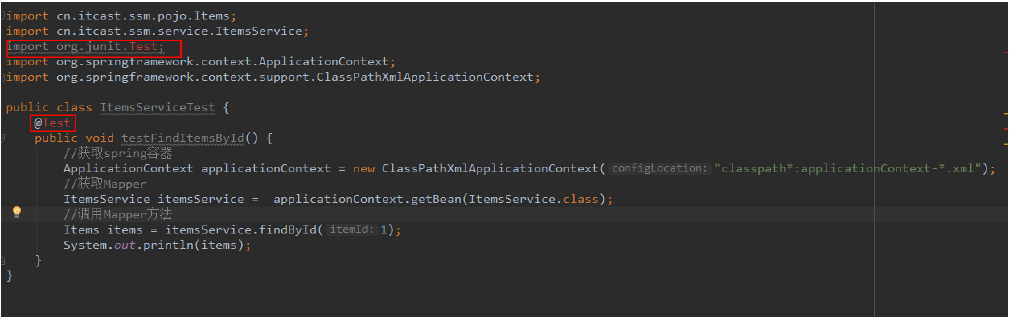 import cn.itcast.ssm.pojo.Items;
import cn.itcast.ssm.service.ItemsService;
import org.junit.Test;
import org.springframework.context.ApplicationContext;
import org.springframework.context.support.ClassPathXmlApplicationContext;
public class ItemsServiceTest {
@Test
public void testFindItemsById() {
//获取spring容器
ApplicationContext applicationContext = new ClassPathXmlApplicationContext( configLocation: "classpath*:applicationContext-*.xml");
//获取Mapper
ItemsService itemsService = applicationContext.getBean(ItemsService.class);
//调用Mapper方法
Items items = itemsService.findById( itemId: 1);
System.out.println(items);
}
}